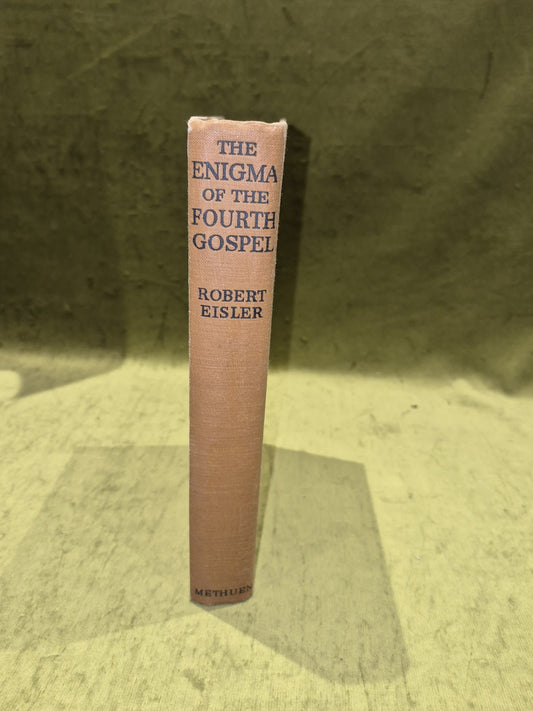 THE
ENIGMA
OF THE
FOURTH
GOSPEL
ROBERT
EISLER
METHUEN